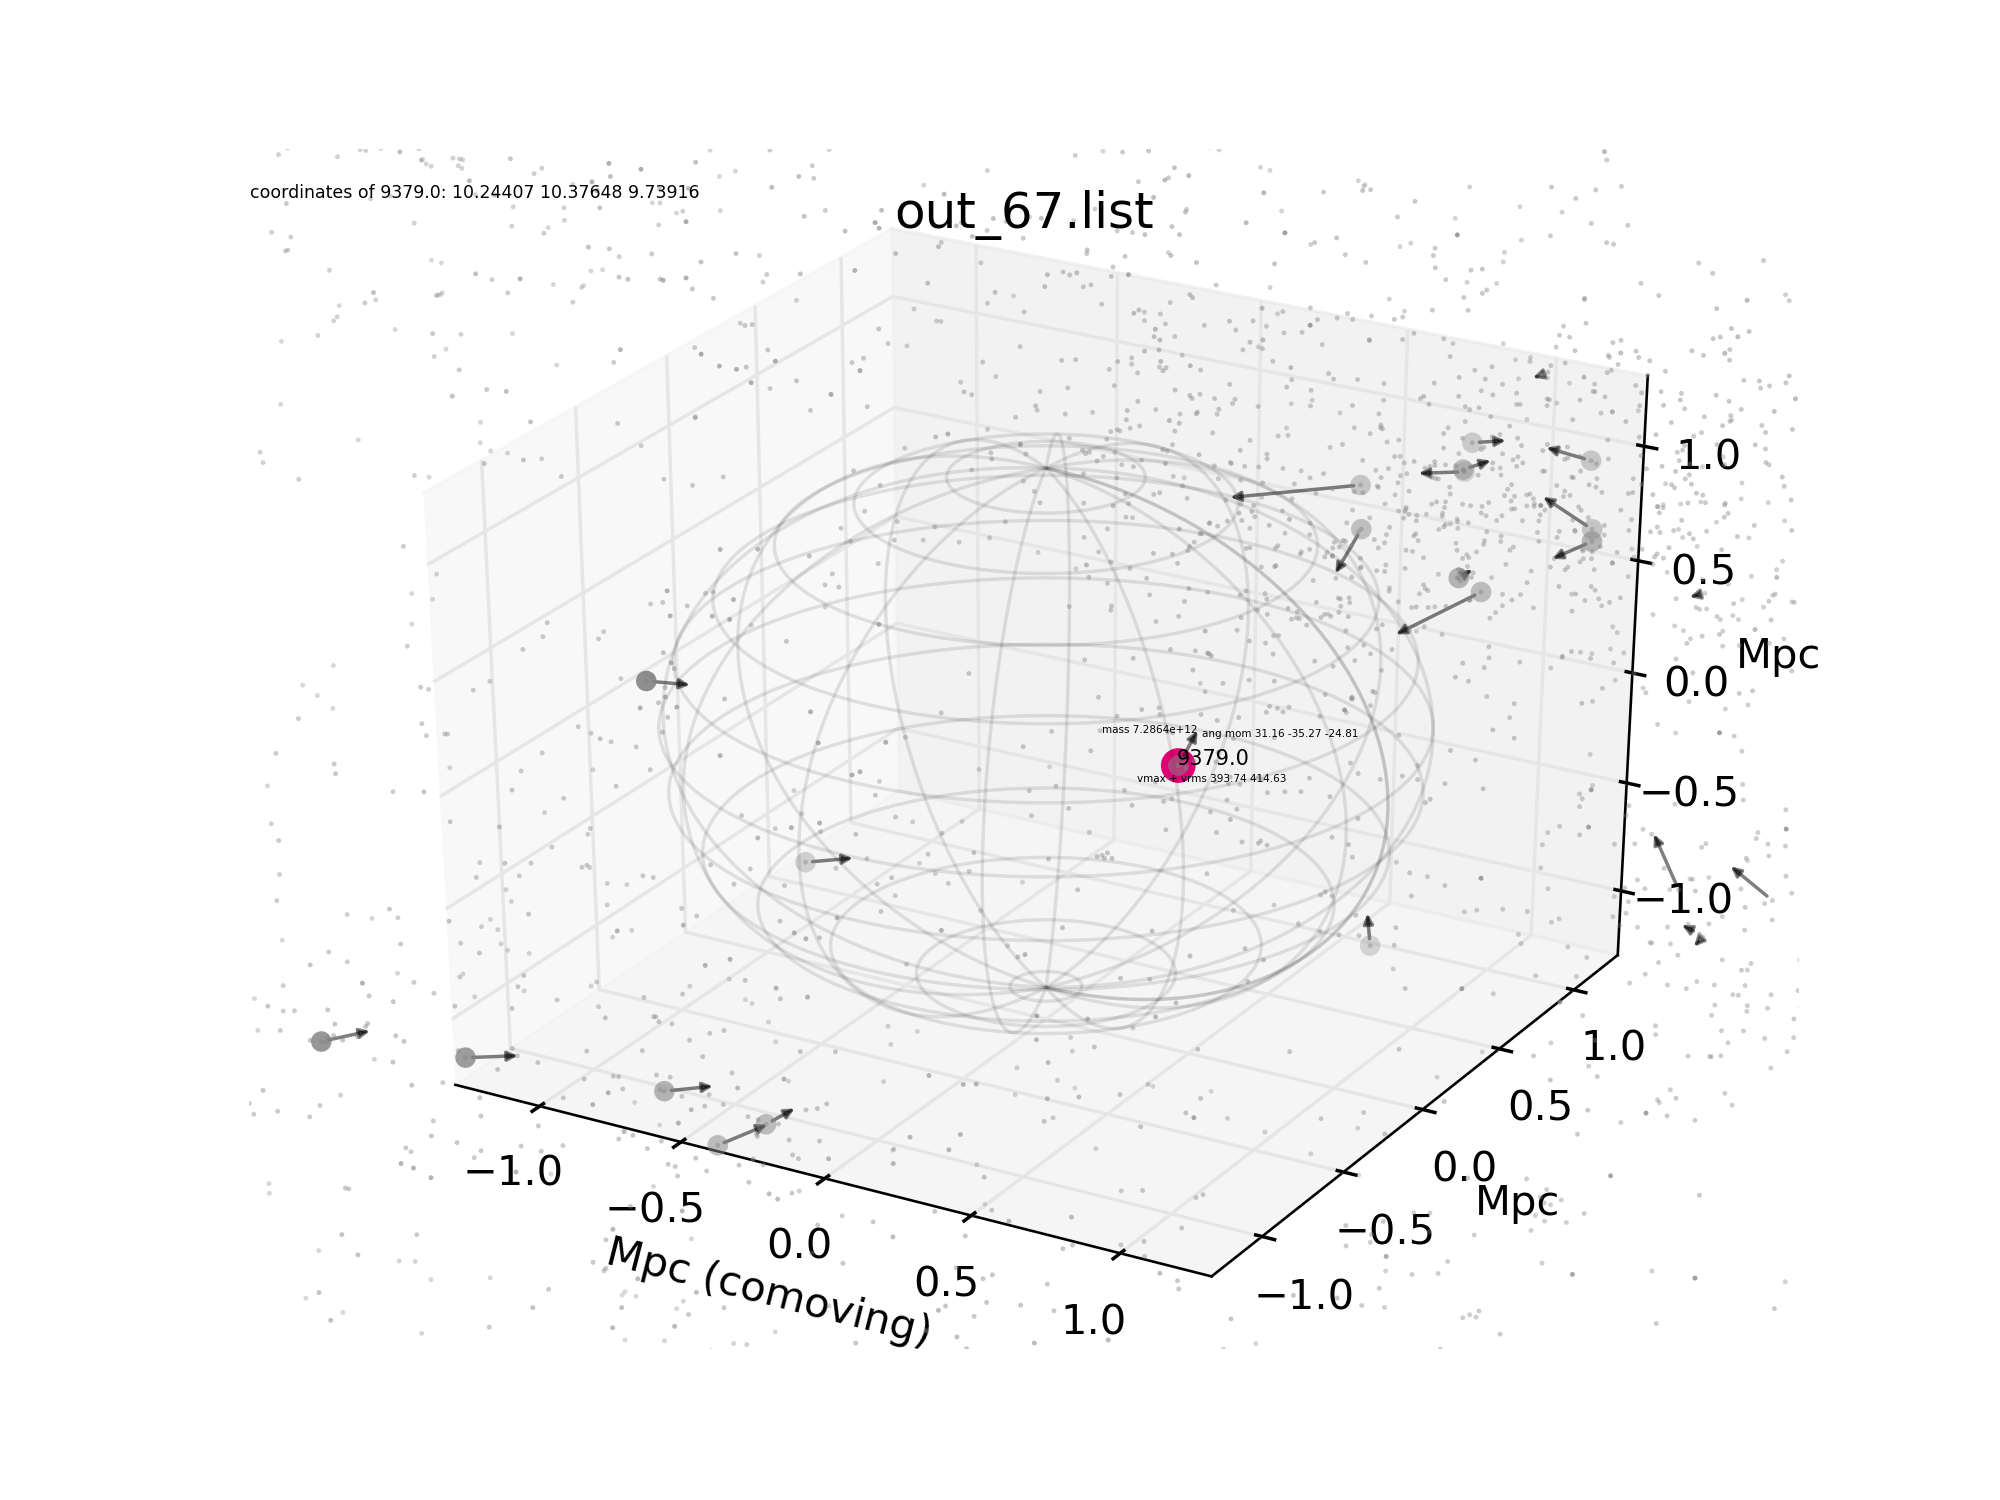 coordinates of 9379.0: 10.24407 10.37648 9.73916
out_67.list
1.0
0.5
Mpc
0.0
−0.5
−1.0
mass 7.2864e+12
ang mom 31.16 -35.27 -24.81
9379.0
vmax + vrms 393.74 414.63
1.0
0.5
0.0
Mpc
−0.5
−1.0
−1.0
−0.5
0.0
0.5
1.0
Mpc (comoving)